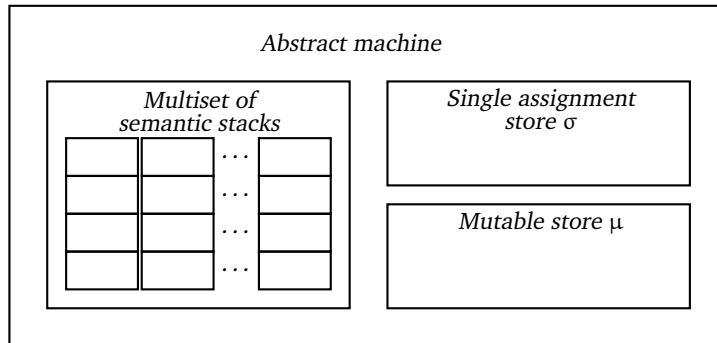 Abstract machine
Multiset of
semantic stacks
...
...
...
...
Single assignment
store σ
Mutable store μ